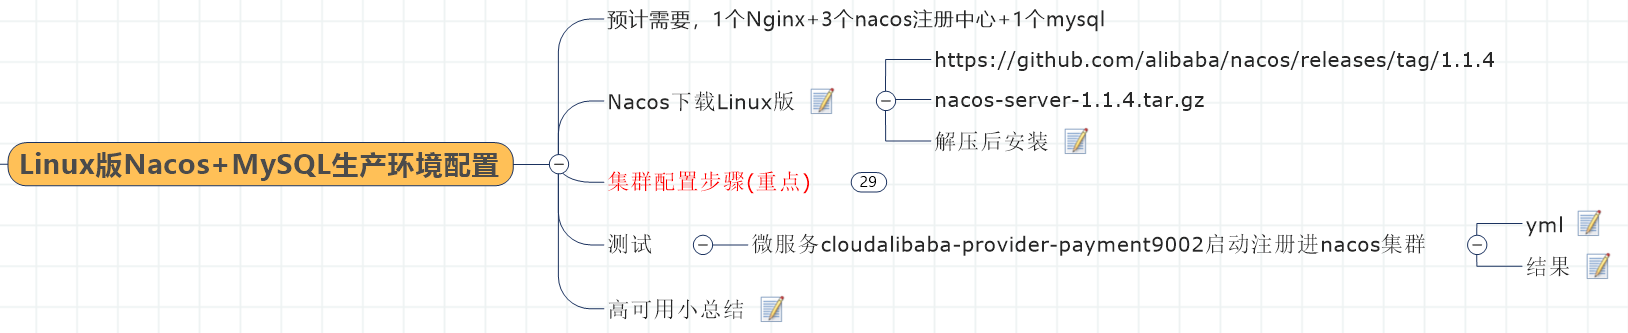 Linux版Nacos+MySQL生产环境配置
预计需要，1个Nginx+3个nacos注册中心+1个mysql
Nacos下载Linux版
https://github.com/alibaba/nacos/releases/tag/1.1.4
nacos-server-1.1.4.tar.gz
解压后安装
集群配置步骤(重点)
29
测试
微服务cloudalibaba-provider-payment9002启动注册进nacos集群
yml
结果
高可用小总结